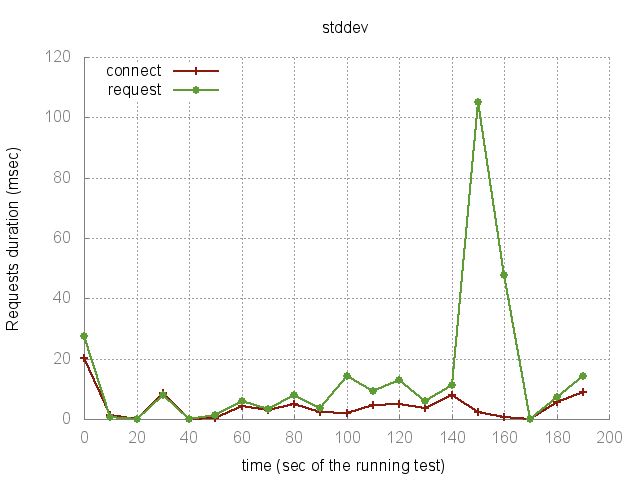 stddev
connect
request
Requests duration (msec)
120
100
80
60
40
20
0
0 20 40 60 80 100 120 140 160 180 200
time (sec of the running test)